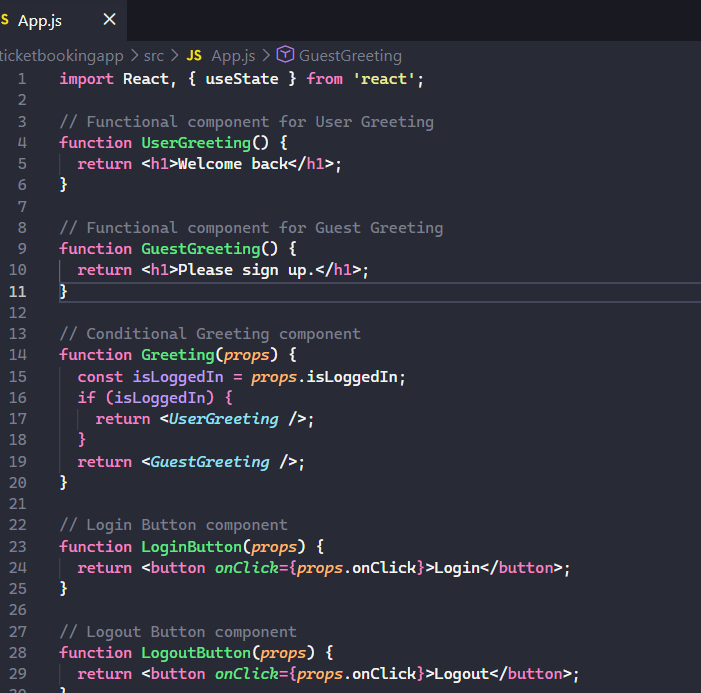 JS App.js ×
ticketbookingapp > src > JS App.js > GuestGreeting
1 import React, { useState } from 'react';
2
3 // Functional component for User Greeting
4 function UserGreeting() {
5 return <h1>Welcome back</h1>;
6 }
7
8 // Functional component for Guest Greeting
9 function GuestGreeting() {
10 return <h1>Please sign up.</h1>;
11 }
12
13 // Conditional Greeting component
14 function Greeting(props) {
15 const isLoggedIn = props.isLoggedIn;
16 if (isLoggedIn) {
17 return <UserGreeting />;
18 }
19 return <GuestGreeting />;
20 }
21
22 // Login Button component
23 function LoginButton(props) {
24 return <button onClick={props.onClick}>Login</button>;
25 }
26
27 // Logout Button component
28 function LogoutButton(props) {
29 return <button onClick={props.onClick}>Logout</button>;